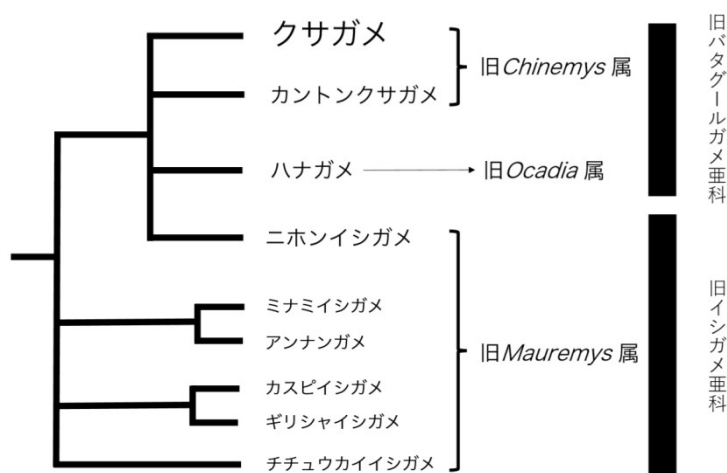 クサガメ
カントンクサガメ
旧Chinemys 属
ハナガメ
旧Ocadia 属
ニホンイシガメ
ミナミイシガメ
アンナンガメ
旧Mauremys 属
カスピイシガメ
ギリシャイシガメ
チチュウカイイシガメ
旧バタグールガメ亜科
旧イシガメ亜科